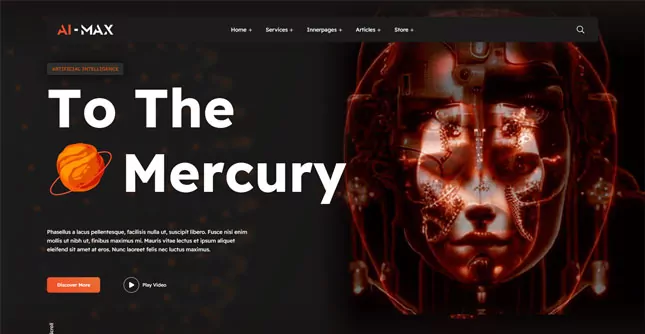 AI-MAX
Home + Services + Innerpages + Articles + Store +
ARTIFICIAL INTELLIGENCE
To The
Mercury
Phasellus a lacus pellentesque, facilisis nulla ut, suscipit libero. Fusce nisi enim
mollis ut nibh ut, finibus maximus mi. Mauris vitae lectus et ipsum aliquet
eleifend sit amet at eros. Nunc laoreet felis nec luctus maximus.
Discover More
Play Video